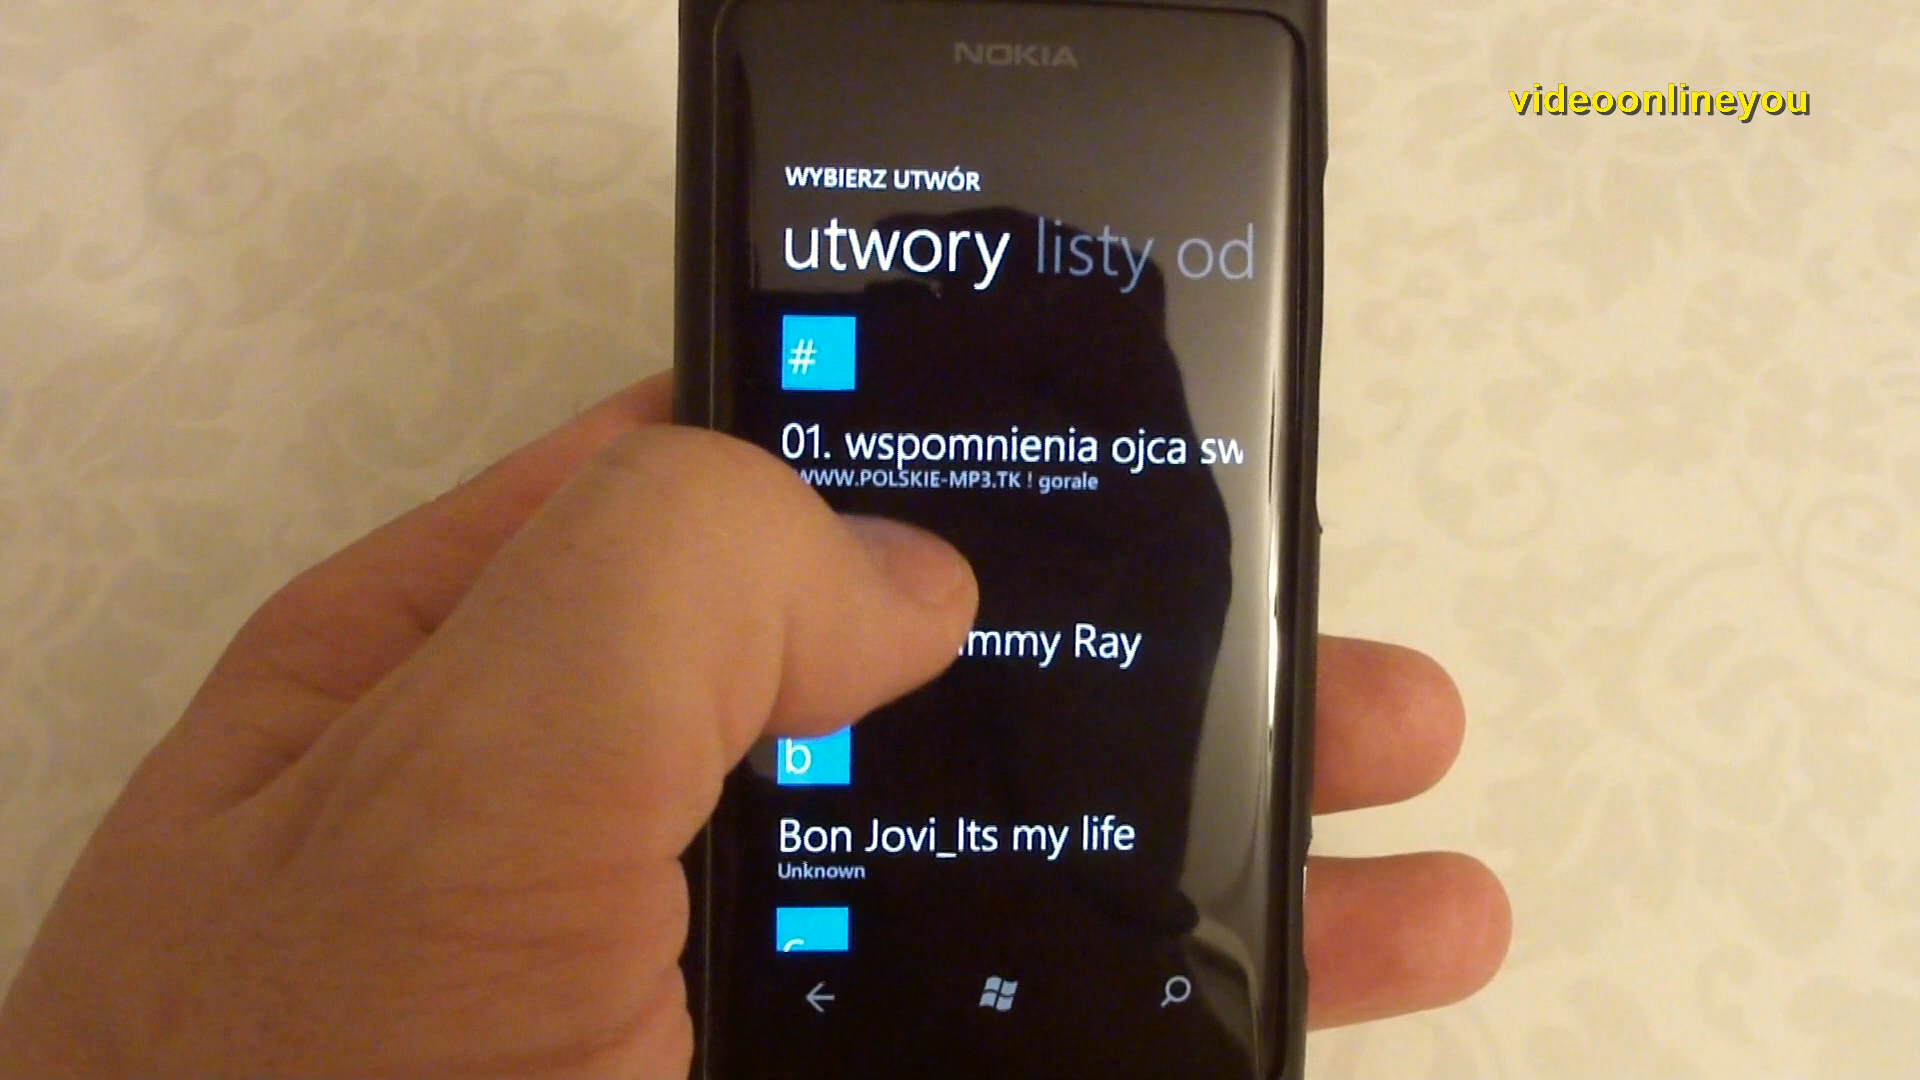 NOKIA
videoonlineyou
WYBIERZ UTWÓR
utwory listy od
#
01. wspomnienia ojca sw
WWW.POLSKIE-MP3.TK ! gorale
Ray
b
Bon Jovi_Its my life
Unknown